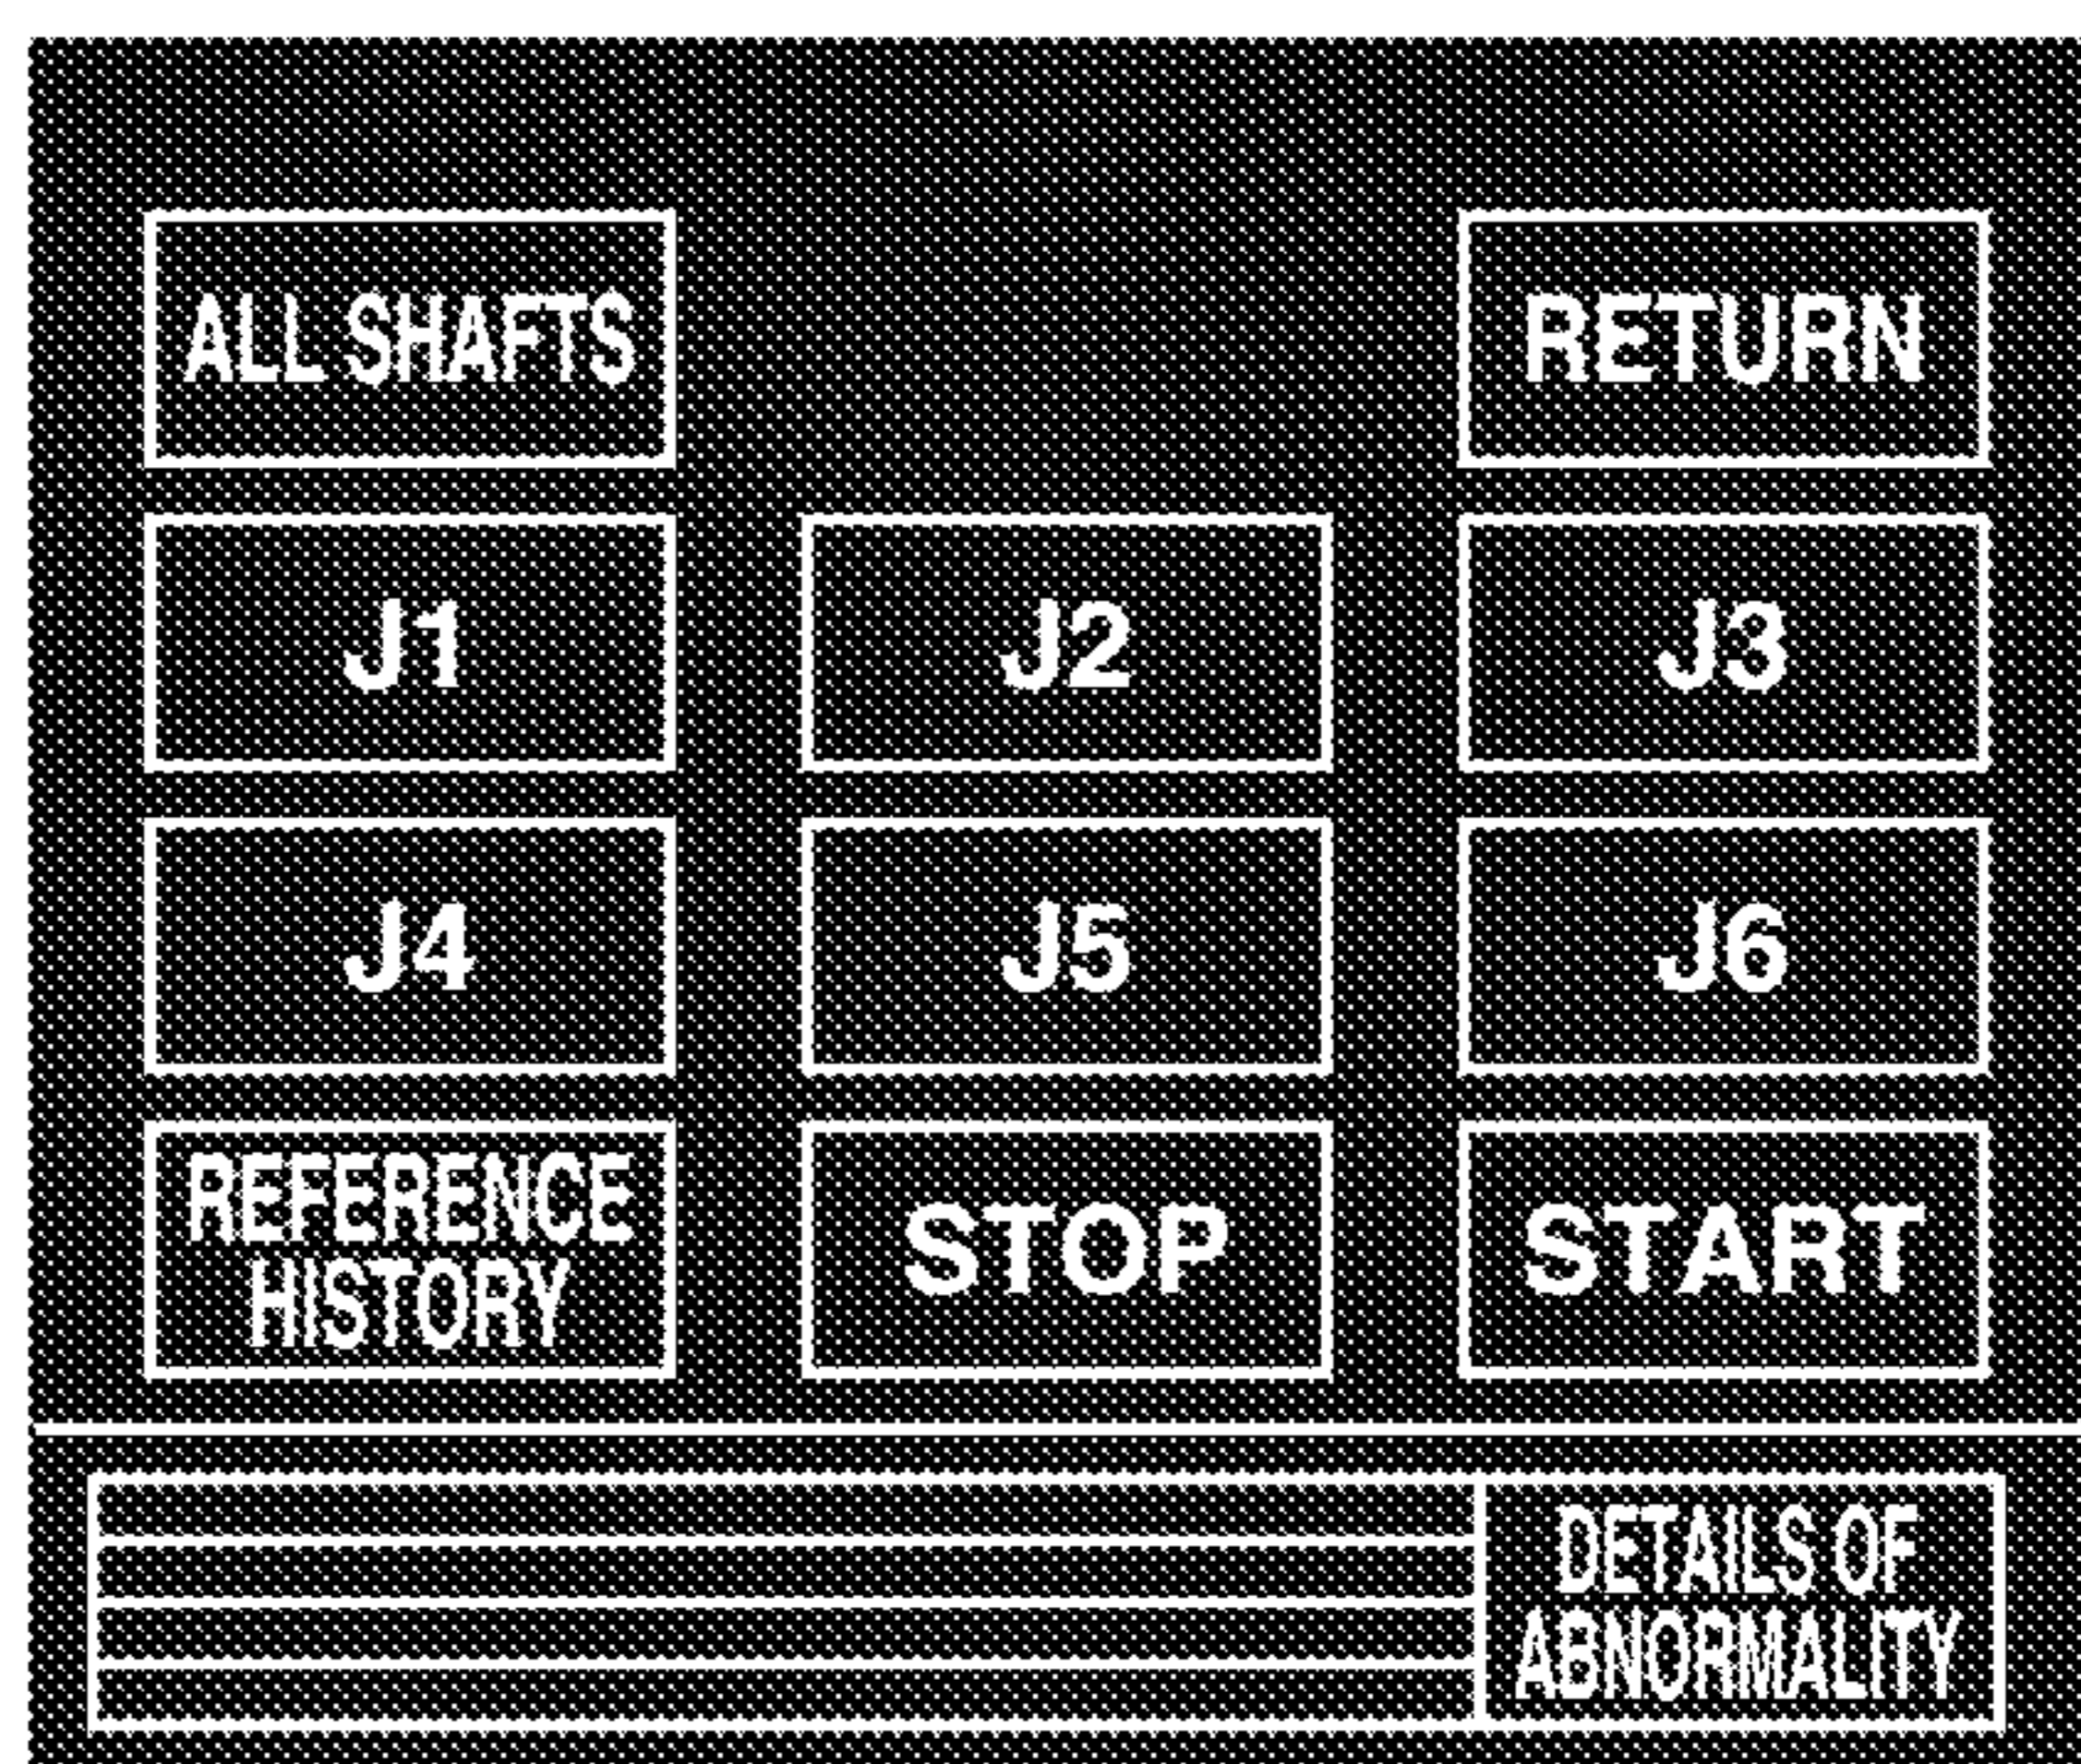 ALL SHAFTS
RETURN
J1
J2
J3
J4
J5
J6
REFERENCE
HISTORY
STOP
START
DETAILS OF
ABNORMALITY